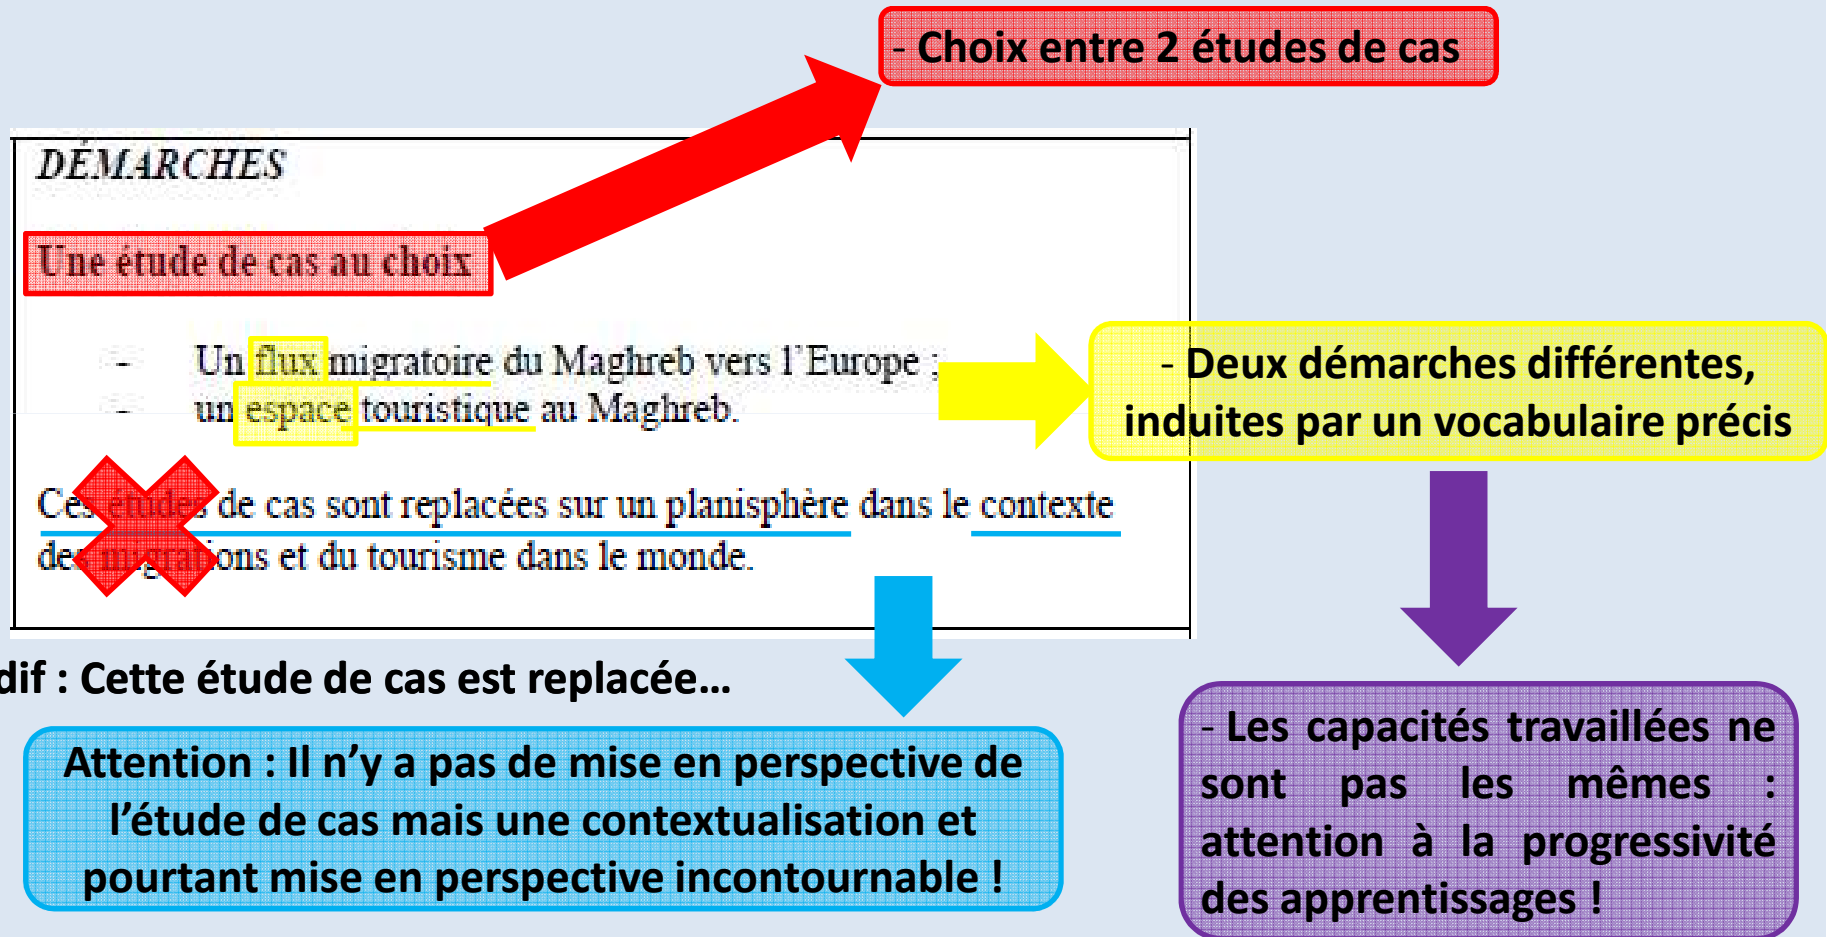 - Choix entre 2 études de cas
DÉMARCHES
Une étude de cas au choix
- Un flux migratoire du Maghreb vers l'Europe ;
- un espace touristique au Maghreb.
- Deux démarches différentes,
induites par un vocabulaire précis
Ces études de cas sont replacées sur un planisphère dans le contexte
des migrations et du tourisme dans le monde.
dif : Cette étude de cas est replacée…
Attention : Il n'y a pas de mise en perspective de
l'étude de cas mais une contextualisation et
pourtant mise en perspective incontournable !
- Les capacités travaillées ne
sont pas les mêmes :
attention à la progressivité
des apprentissages !